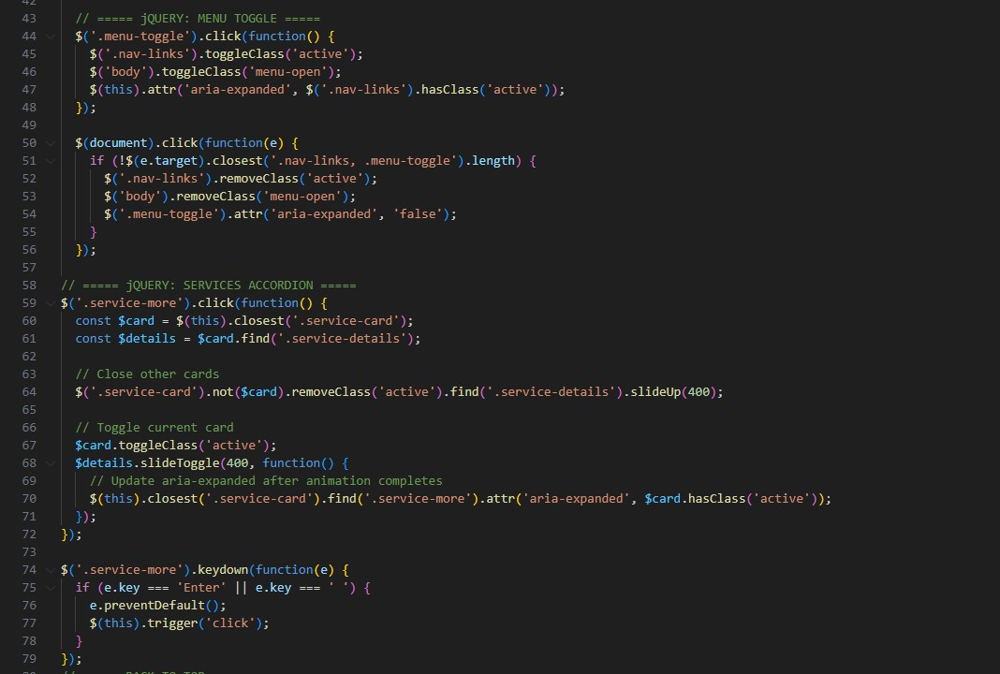 42
43 // ===== jQUERY: MENU TOGGLE =====
44 $('.menu-toggle').click(function() {
45 $('.nav-links').toggleClass('active');
46 $('body').toggleClass('menu-open');
47 $(this).attr('aria-expanded', $('.nav-links').hasClass('active'));
48 });
49
50 $(document).click(function(e) {
51 if (!$(e.target).closest('.nav-links, .menu-toggle').length) {
52 $('.nav-links').removeClass('active');
53 $('body').removeClass('menu-open');
54 $('.menu-toggle').attr('aria-expanded', 'false');
55 }
56 });
57
58 // ===== jQUERY: SERVICES ACCORDION =====
59 $('.service-more').click(function() {
60 const $card = $(this).closest('.service-card');
61 const $details = $card.find('.service-details');
62
63 // Close other cards
64 $('.service-card').not($card).removeClass('active').find('.service-details').slideUp(400);
65
66 // Toggle current card
67 $card.toggleClass('active');
68 $details.slideToggle(400, function() {
69 // Update aria-expanded after animation completes
70 $(this).closest('.service-card').find('.service-more').attr('aria-expanded', $card.hasClass('active'));
71 });
72 });
73
74 $('.service-more').keydown(function(e) {
75 if (e.key === 'Enter' || e.key === ' ') {
76 e.preventDefault();
77 $(this).trigger('click');
78 }
79 });